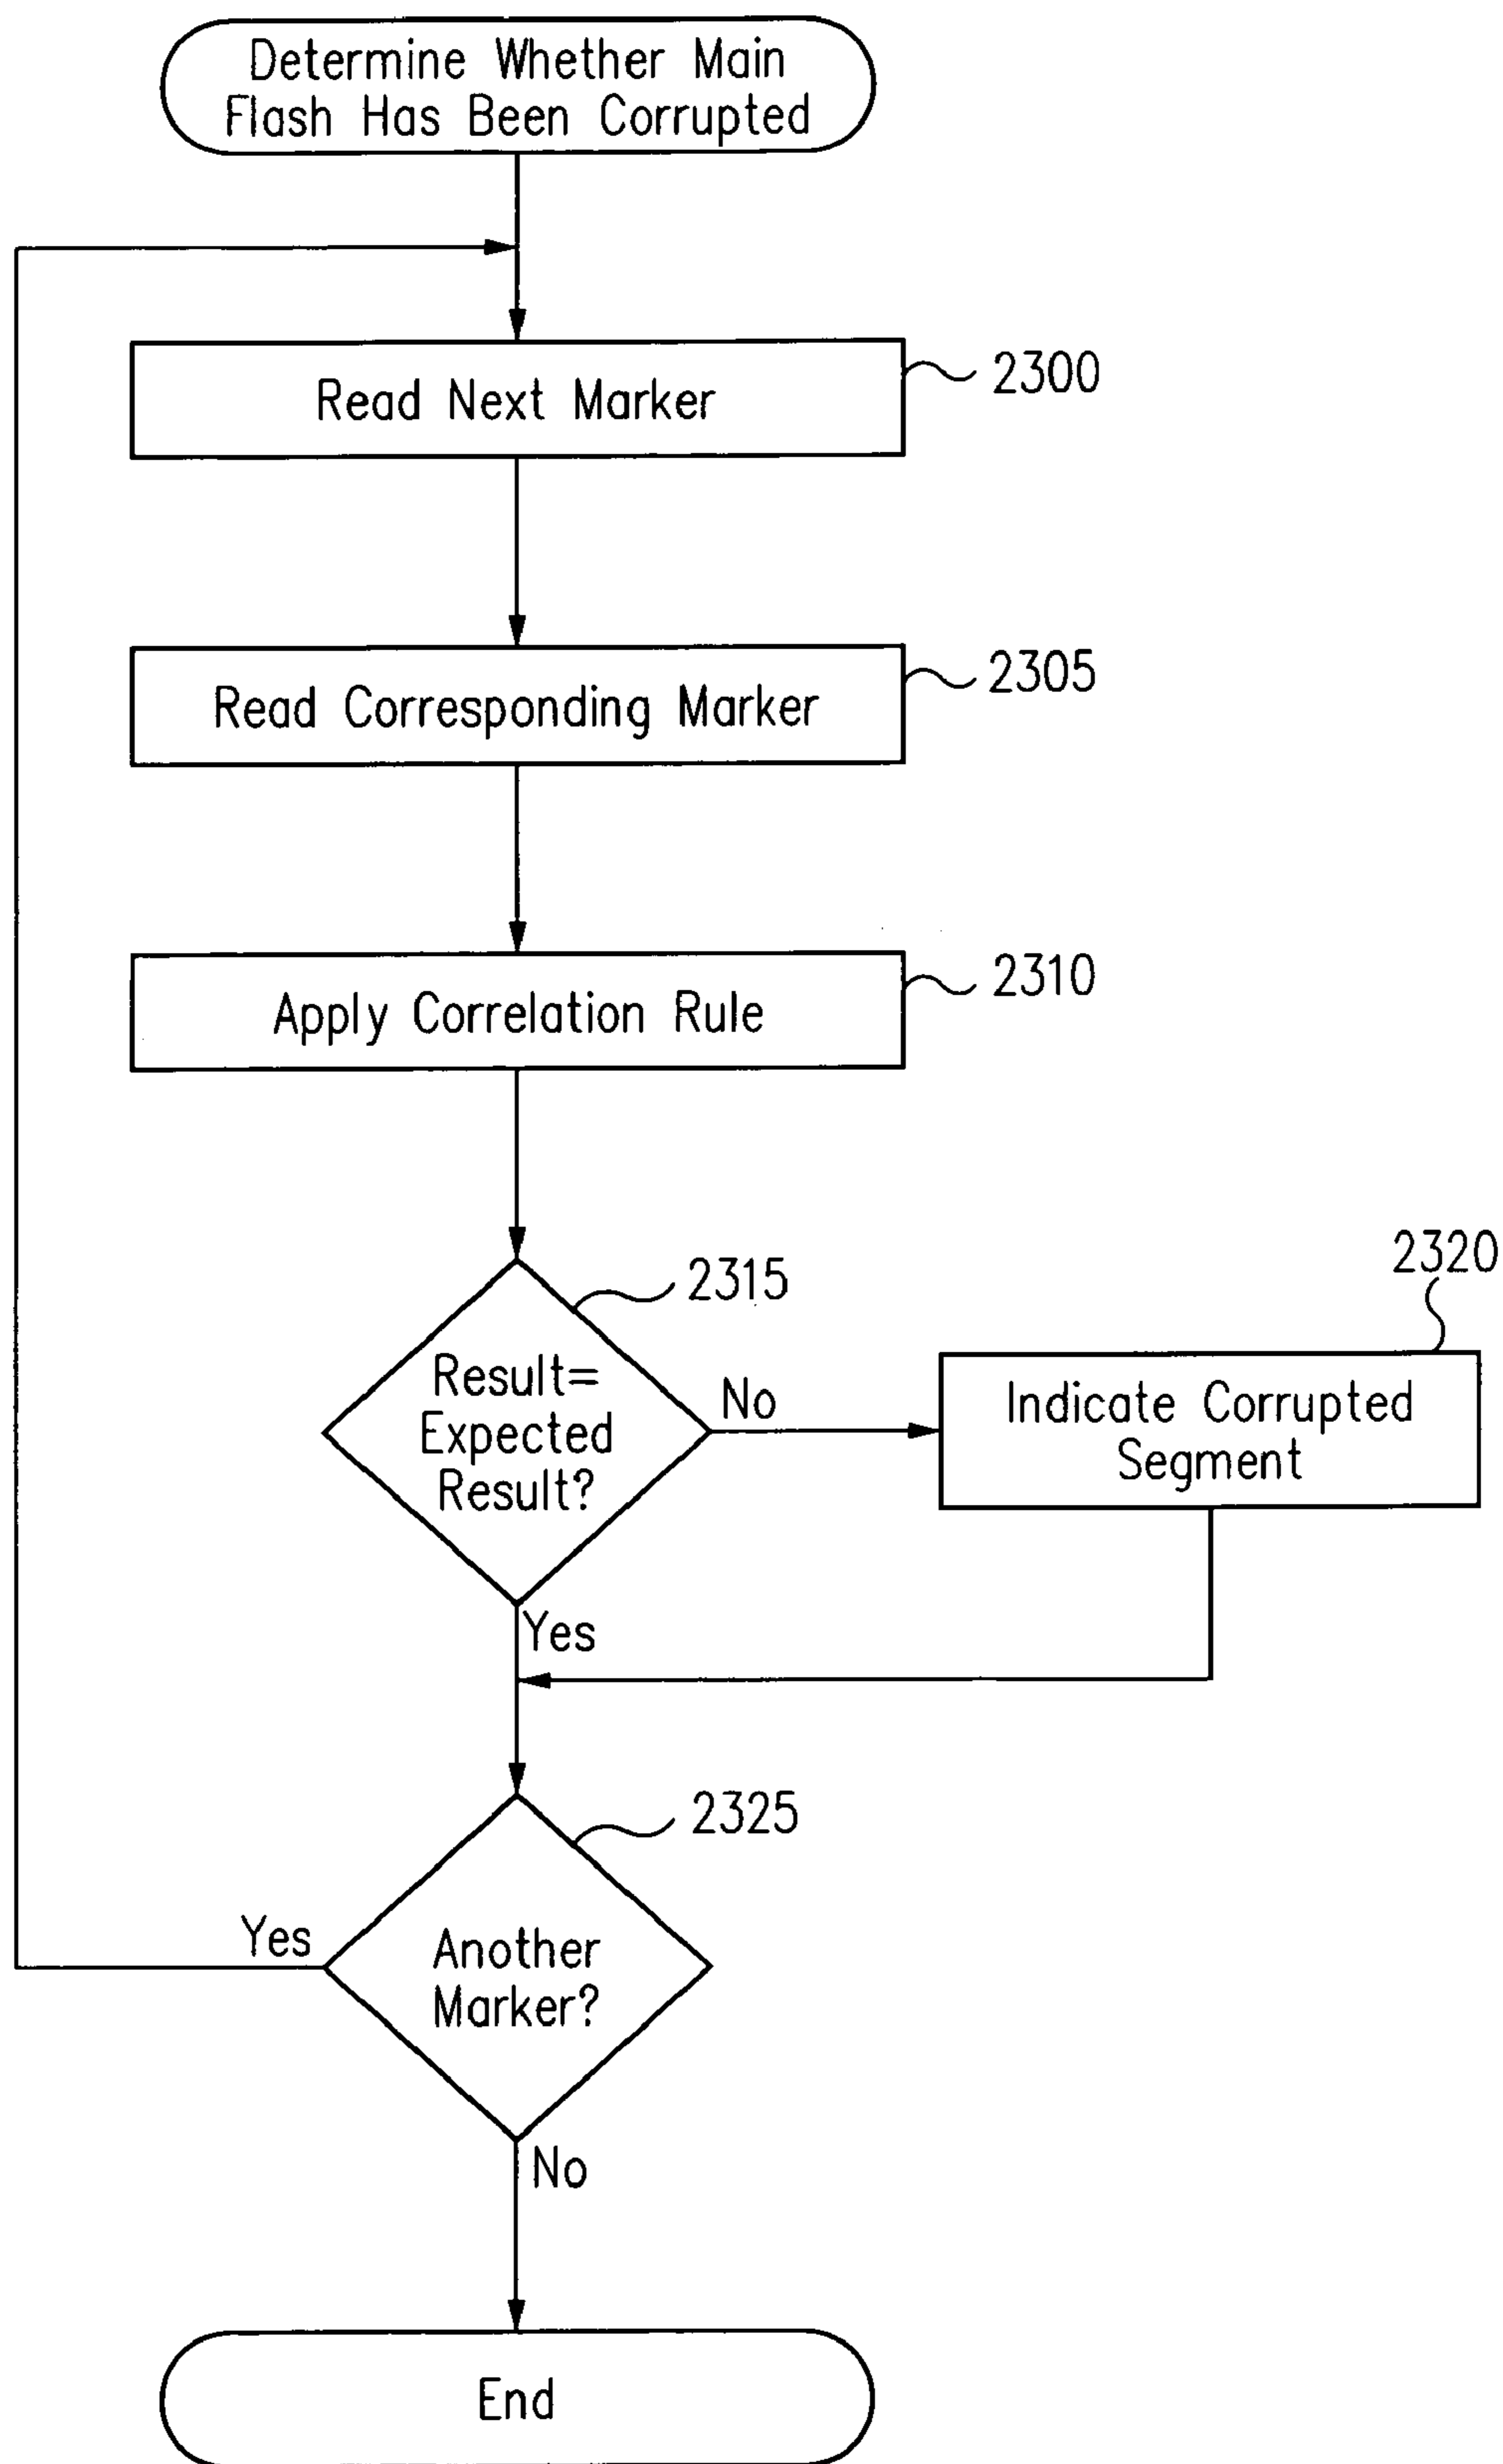 Determine Whether Main
Flash Has Been Corrupted
Read Next Marker
2300
Read Corresponding Marker
2305
Apply Correlation Rule
2310
2315
Result=
Expected
Result?
No
2320
Indicate Corrupted
Segment
Yes
2325
Another
Marker?
Yes
No
End